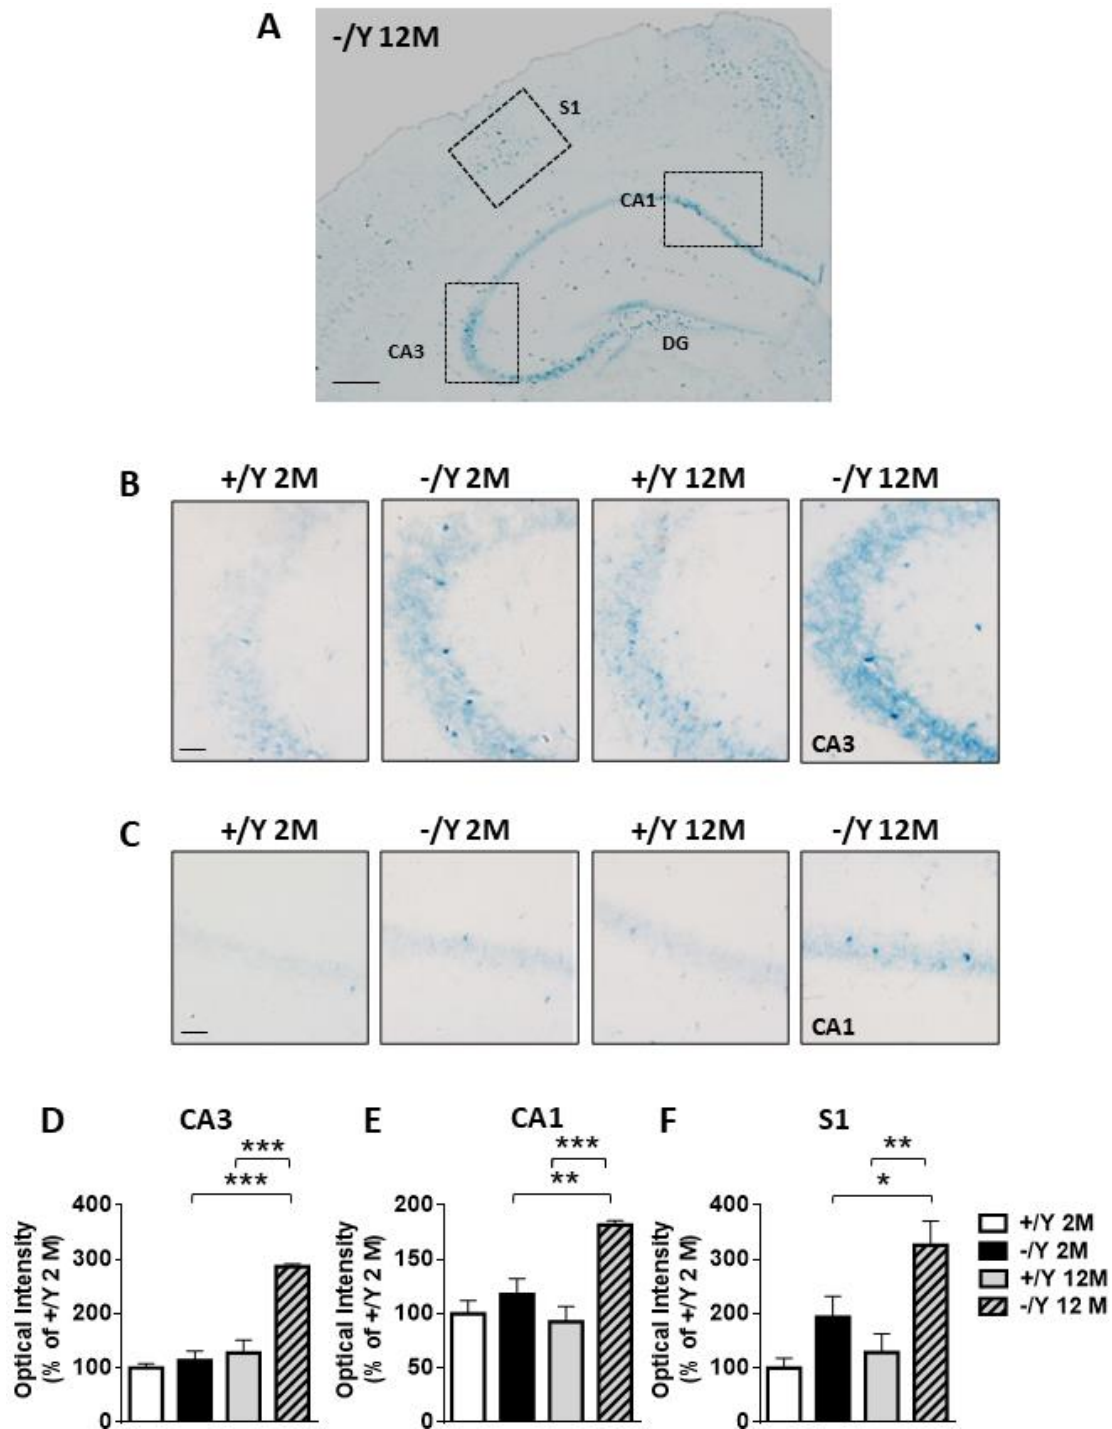 A
-/Y 12M
S1
CA1
CA3
DG
B
+/Y 2M
-/Y 2M
+/Y 12M
-/Y 12M
CA3
C
+/Y 2M
-/Y 2M
+/Y 12M
-/Y 12M
CA1
D
CA3
***
***
Optical Intensity
(% of +/Y 2 M)
400
300
200
100
0
E
CA1
***
**
Optical Intensity
(% of +/Y 2 M)
200
150
100
50
0
F
S1
**
*
Optical Intensity
(% of +/Y 2 M)
400
300
200
100
0
+/Y 2M
-/Y 2M
+/Y 12M
-/Y 12 M